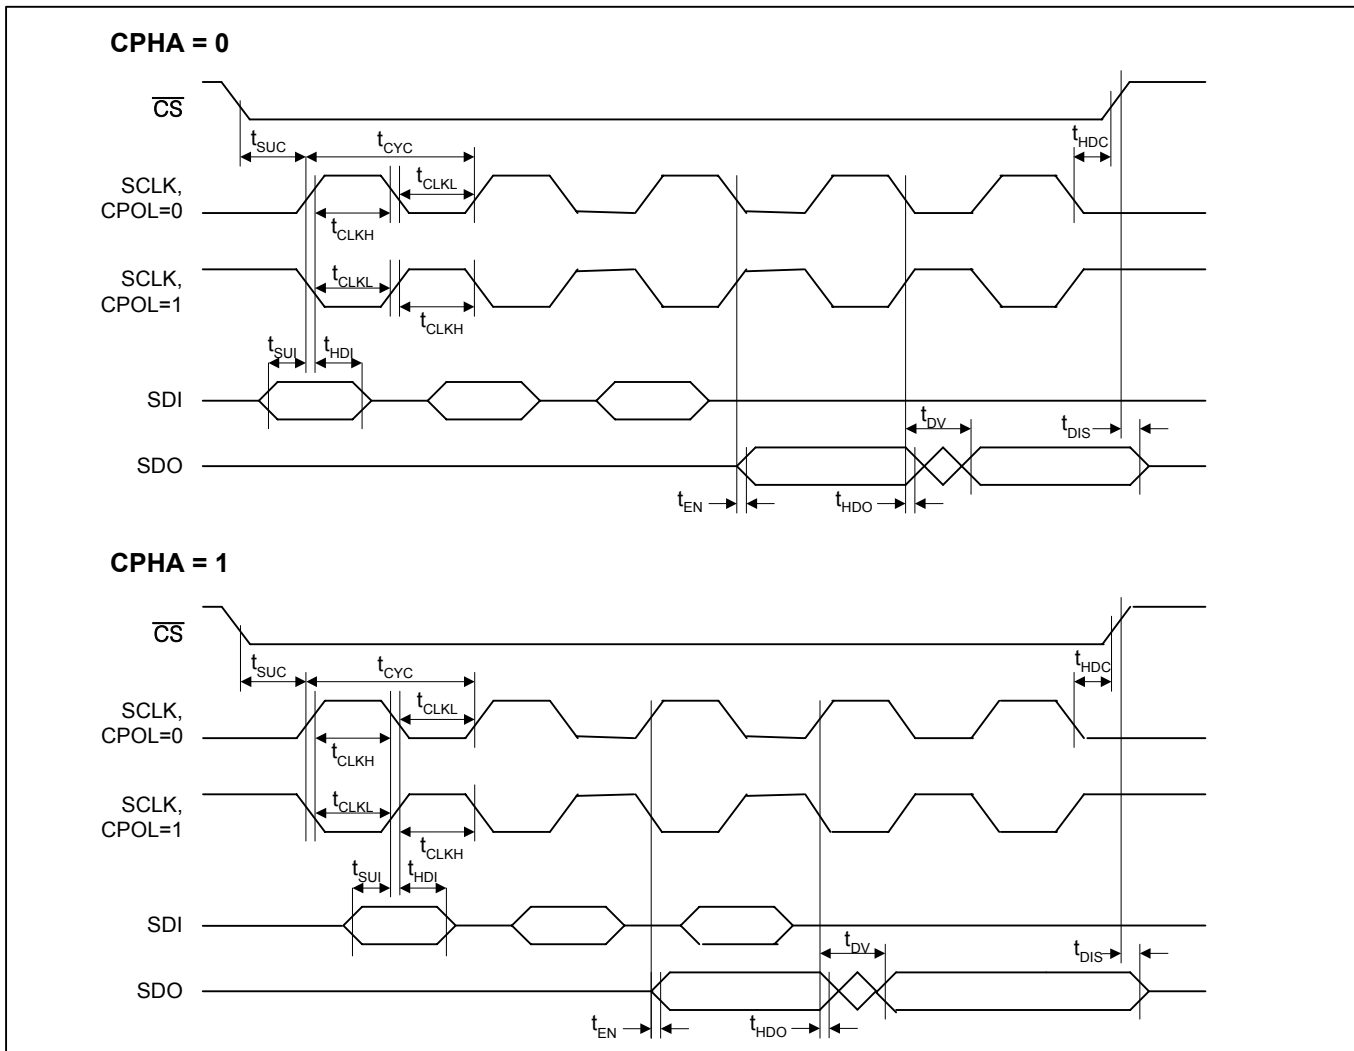 CPHA = 0
CS
tSUC
tCYC
tHDC
SCLK,
CPOL=0
tCLKL
tCLKH
SCLK,
CPOL=1
tCLKL
tCLKH
tSUI
tHDI
SDI
tDV
tDIS
SDO
tEN
tHDO
CPHA = 1
CS
tSUC
tCYC
tHDC
SCLK,
CPOL=0
tCLKL
tCLKH
SCLK,
CPOL=1
tCLKL
tCLKH
tSUI
tHDI
SDI
tDV
tDIS
SDO
tEN
tHDO